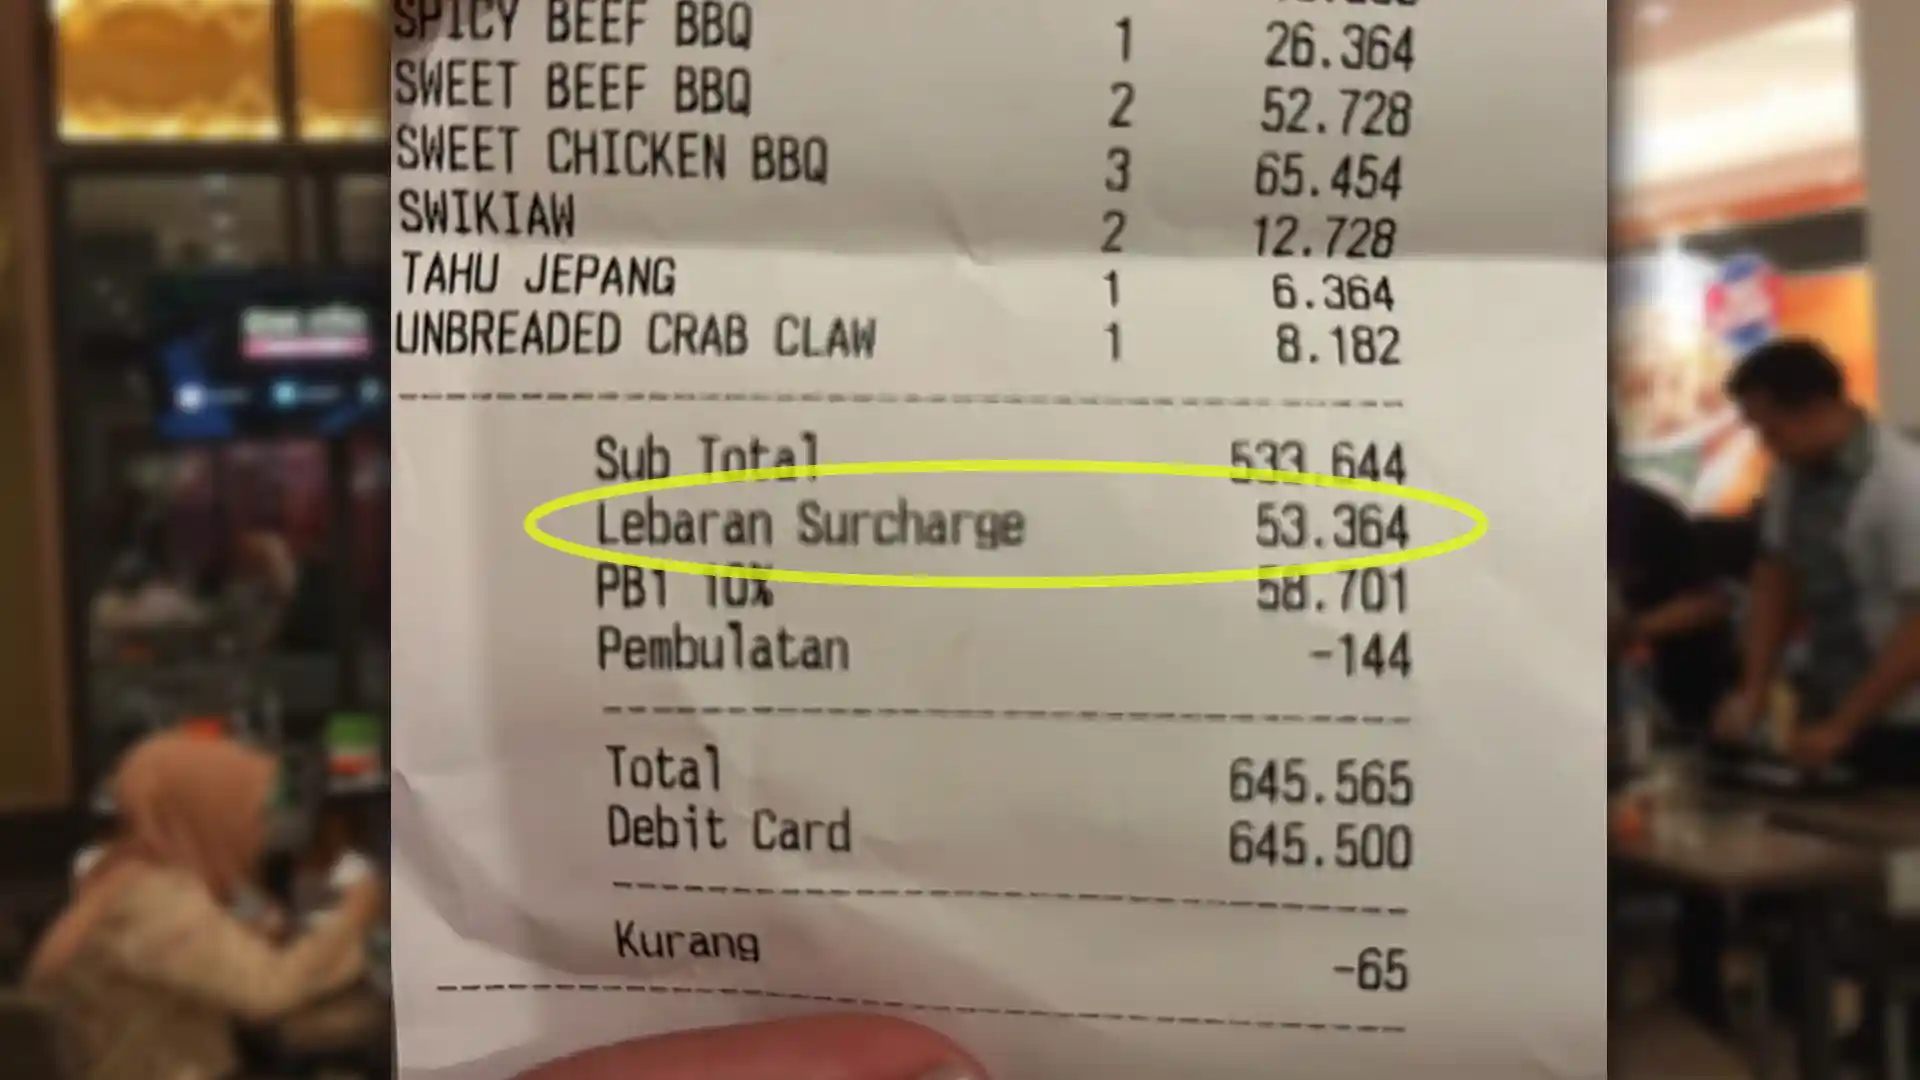 SPICY BEEF BBQ 1 26.364
SWEET BEEF BBQ 2 52.728
SWEET CHICKEN BBQ 3 65.454
SWIKIAW 2 12.728
TAHU JEPANG 1 6.364
UNBREADED CRAB CLAW 1 8.182
Sub Total 533.644
Lebaran Surcharge 53.364
PB1 10% 58.701
Pembulatan -144
Total 645.565
Debit Card 645.500
Kurang -65